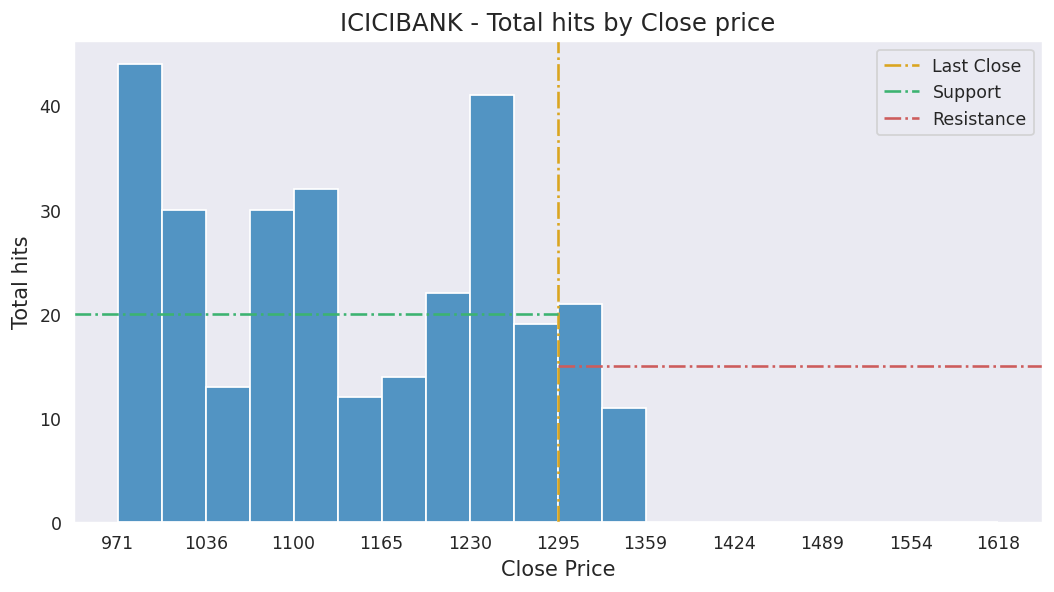 ICICIBANK - Total hits by Close price
Last Close
Support
Resistance
Total hits
40
30
20
10
0
971 1036 1100 1165 1230 1295 1359 1424 1489 1554 1618
Close Price